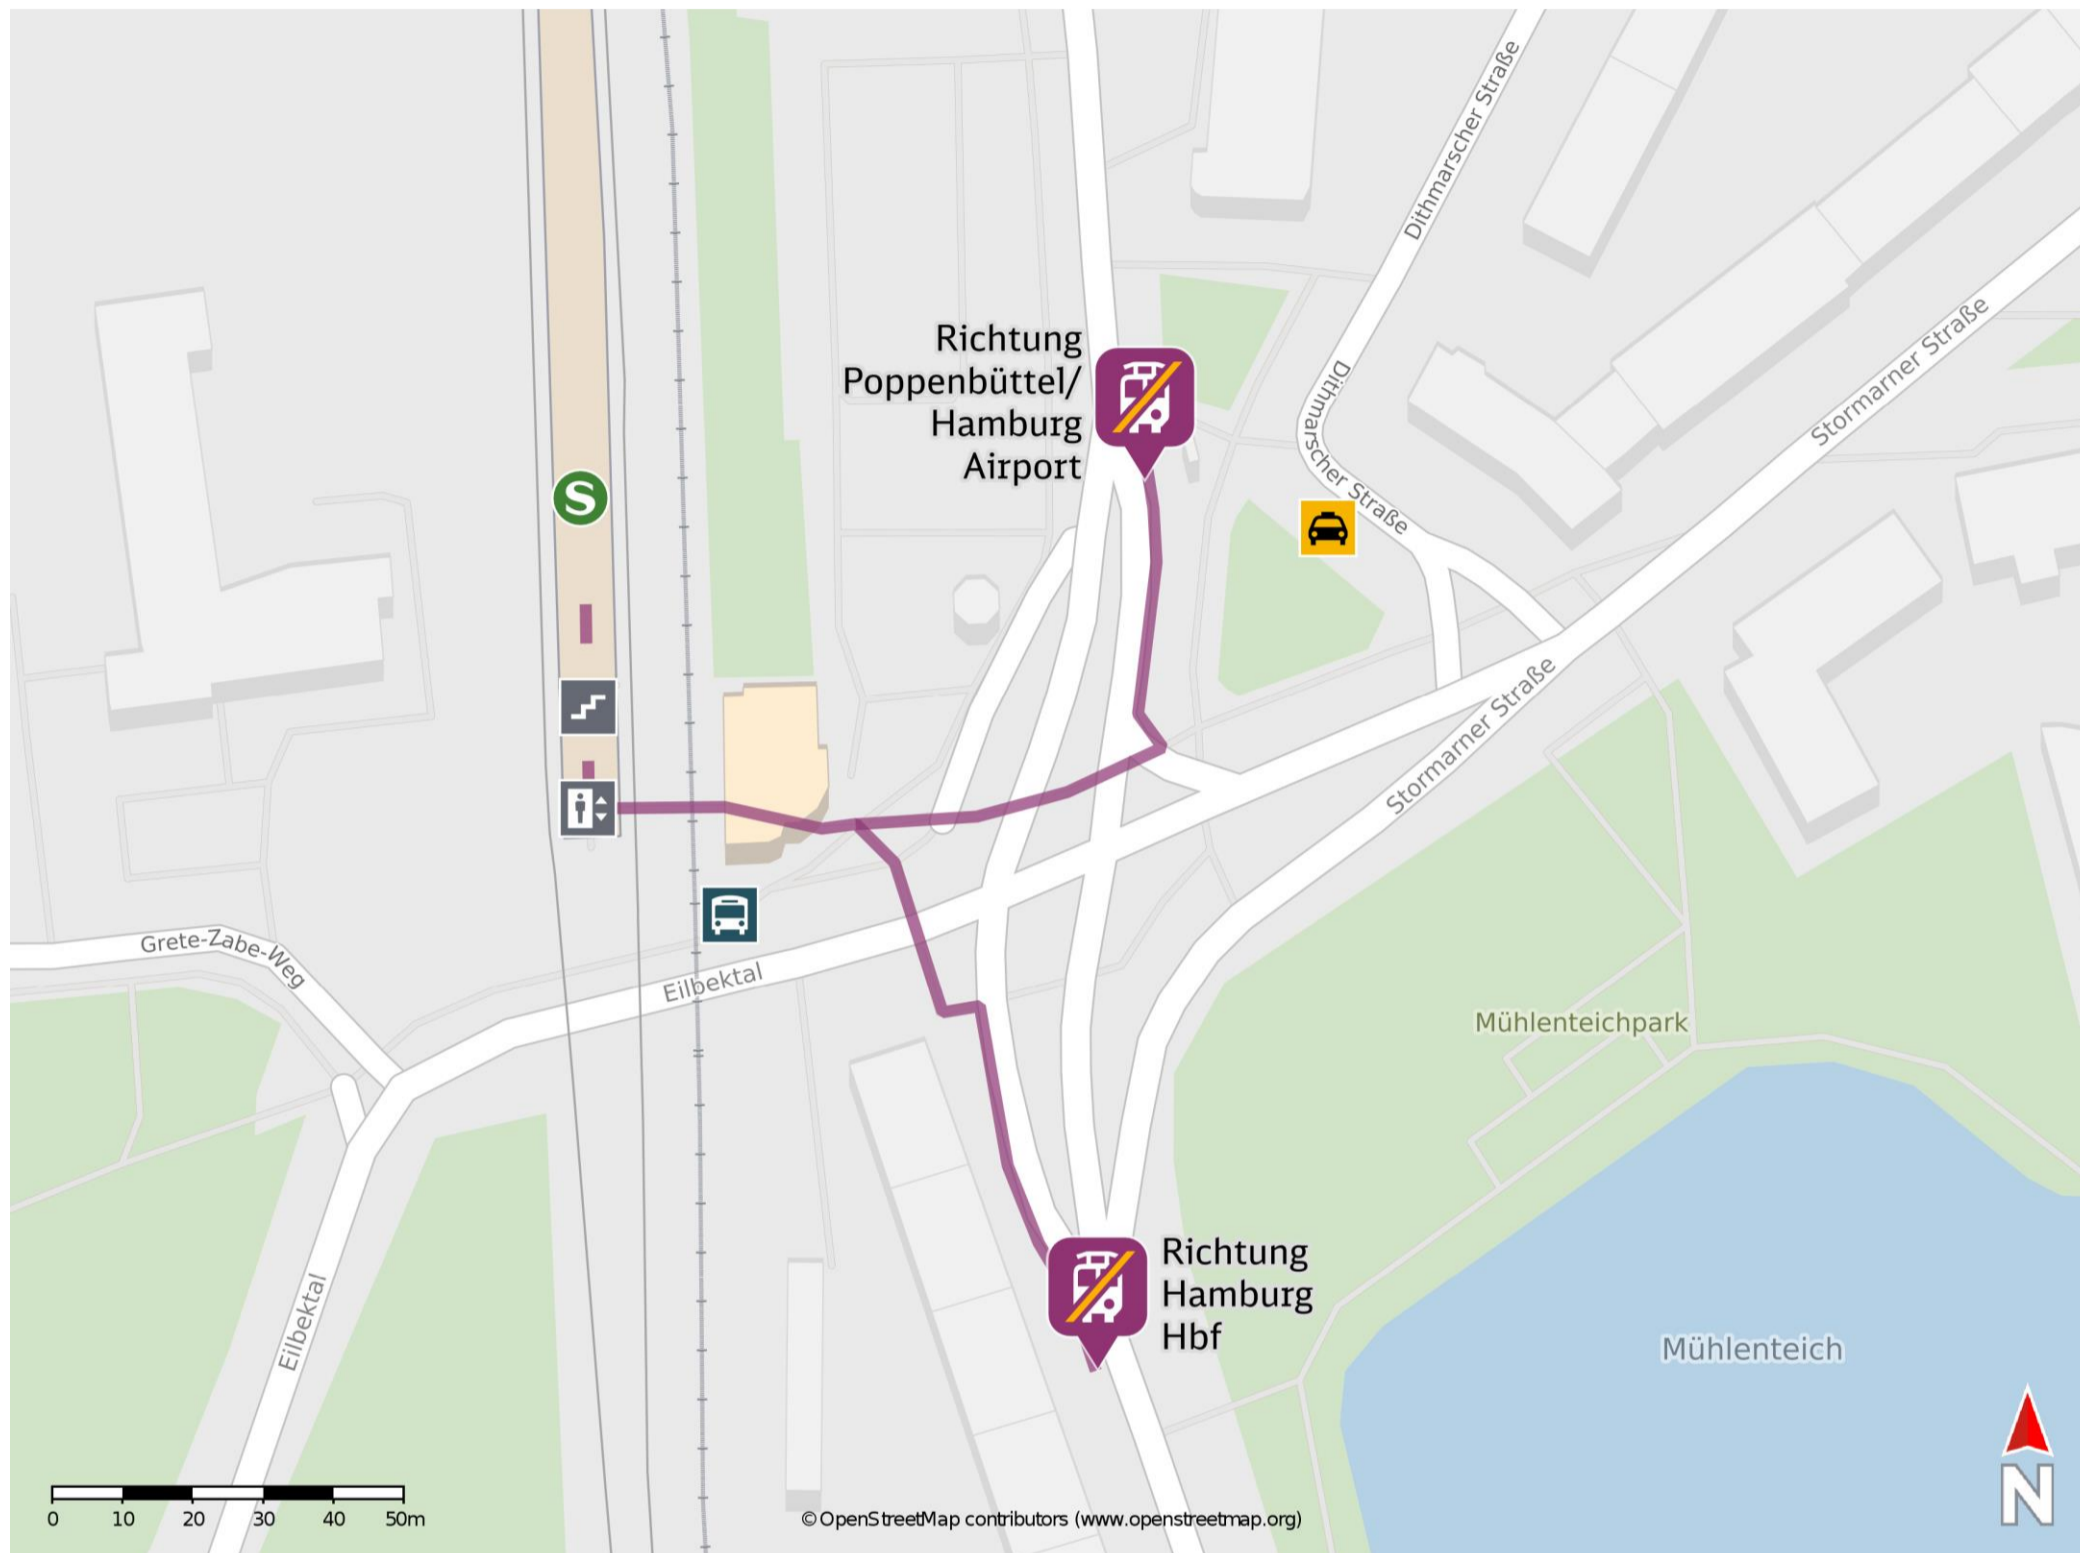 Dithmarscher Straße
Richtung
Poppenbüttel/
Hamburg
Airport
Dithmarscher Straße
Stormarner Straße
S
Stormarner Straße
Grete-Zabe-Weg
Eilbektal
Mühlenteichpark
Richtung
Hamburg
Hbf
Eilbektal
Mühlenteich
N
0 10 20 30 40 50m
©OpenStreetMap contributors (www.openstreetmap.org)